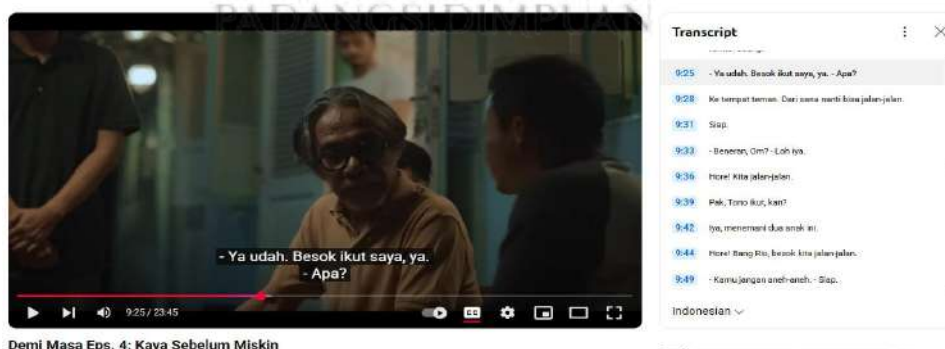 PADANGSIDIMPUAN
- Ya udah. Besok ikut saya, ya.
- Apa?
9:25 / 23:45
CC
Demi Masa Eps. 4: Kaya Sebelum Miskin
Transcript
9:25 - Ya udah. Besok ikut saya, ya. - Apa?
9:28 Ke tempat teman. Dari sana nanti bisa jalan-jalan.
9:31 Siap.
9:33 - Beneran, Om? - Loh iya.
9:36 Hore! Kita jalan-jalan.
9:39 Pak, Tono ikut, kan?
9:42 Iya, menemani dua anak ini.
9:44 Hore! Bang Rio, besok kita jalan-jalan.
9:49 - Kamu jangan aneh-aneh. - Siap.
Indonesian